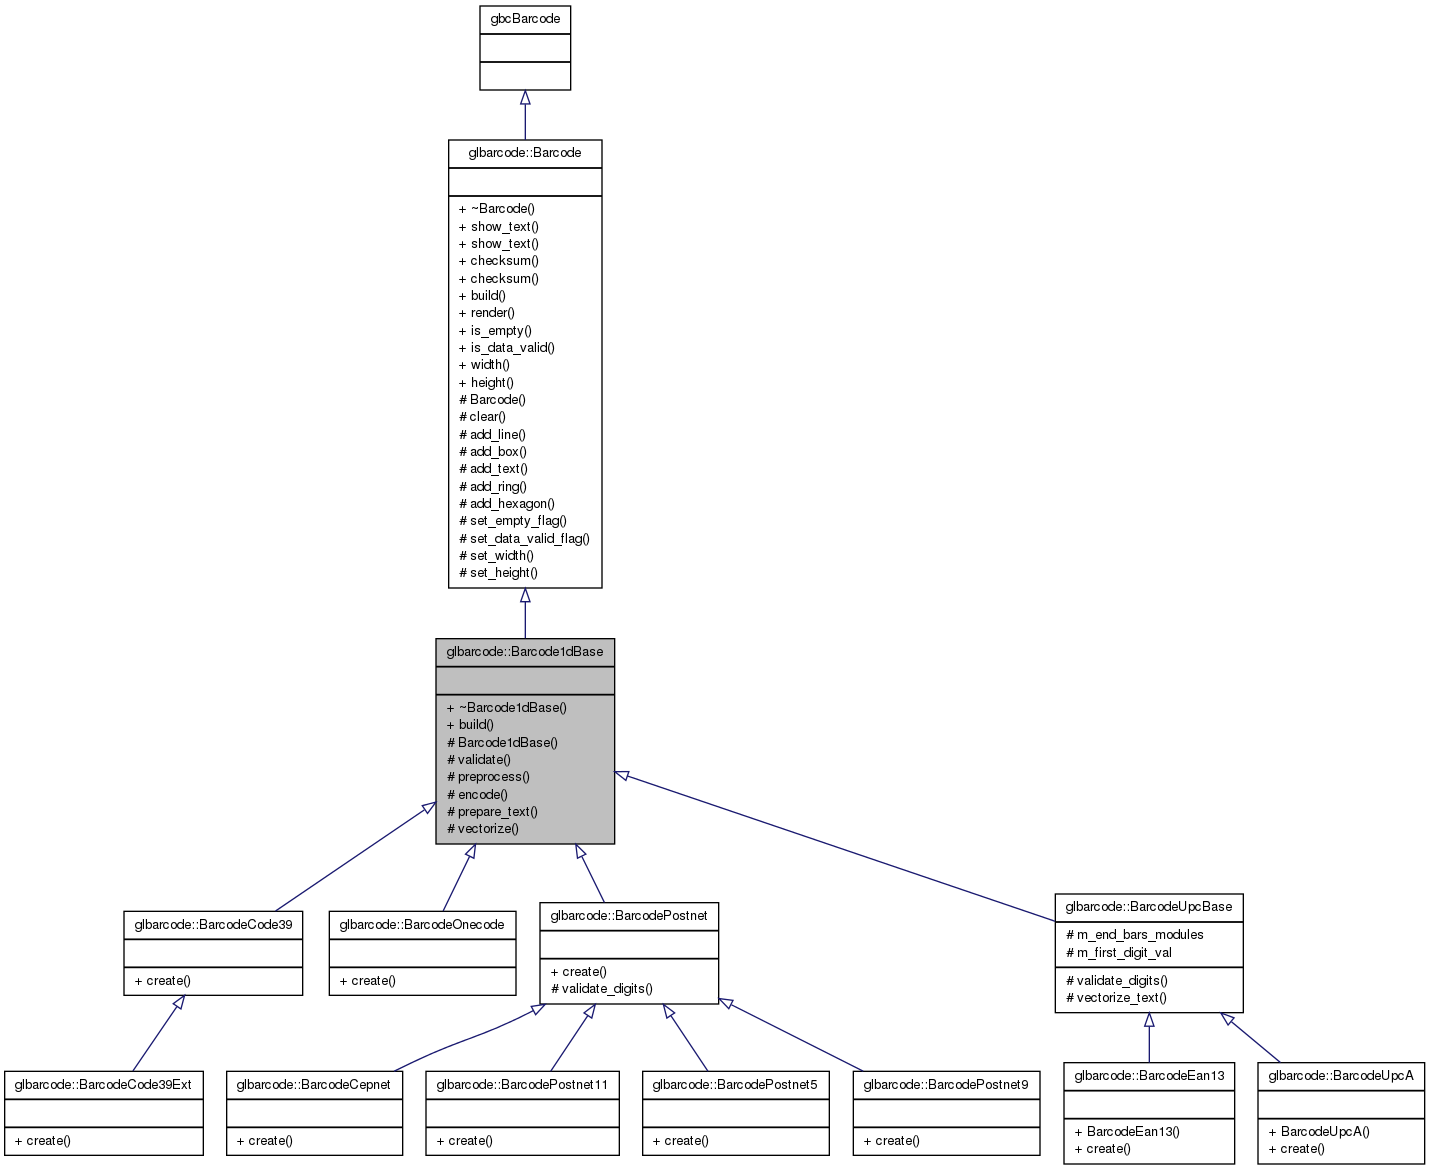 gbcBarcode
glbarcode::Barcode
+ ~Barcode()
+ show_text()
+ show_text()
+ checksum()
+ checksum()
+ build()
+ render()
+ is_empty()
+ is_data_valid()
+ width()
+ height()
# Barcode()
# clear()
# add_line()
# add_box()
# add_text()
# add_ring()
# add_hexagon()
# set_empty_flag()
# set_data_valid_flag()
# set_width()
# set_height()
glbarcode::Barcode1dBase
+ ~Barcode1dBase()
+ build()
# Barcode1dBase()
# validate()
# preprocess()
# encode()
# prepare_text()
# vectorize()
glbarcode::BarcodeCode39
+ create()
glbarcode::BarcodeOnecode
+ create()
glbarcode::BarcodePostnet
+ create()
# validate_digits()
glbarcode::BarcodeUpcBase
# m_end_bars_modules
# m_first_digit_val
# validate_digits()
# vectorize_text()
glbarcode::BarcodeCode39Ext
+ create()
glbarcode::BarcodeCepnet
+ create()
glbarcode::BarcodePostnet11
+ create()
glbarcode::BarcodePostnet5
+ create()
glbarcode::BarcodePostnet9
+ create()
glbarcode::BarcodeEan13
+ BarcodeEan13()
+ create()
glbarcode::BarcodeUpcA
+ BarcodeUpcA()
+ create()